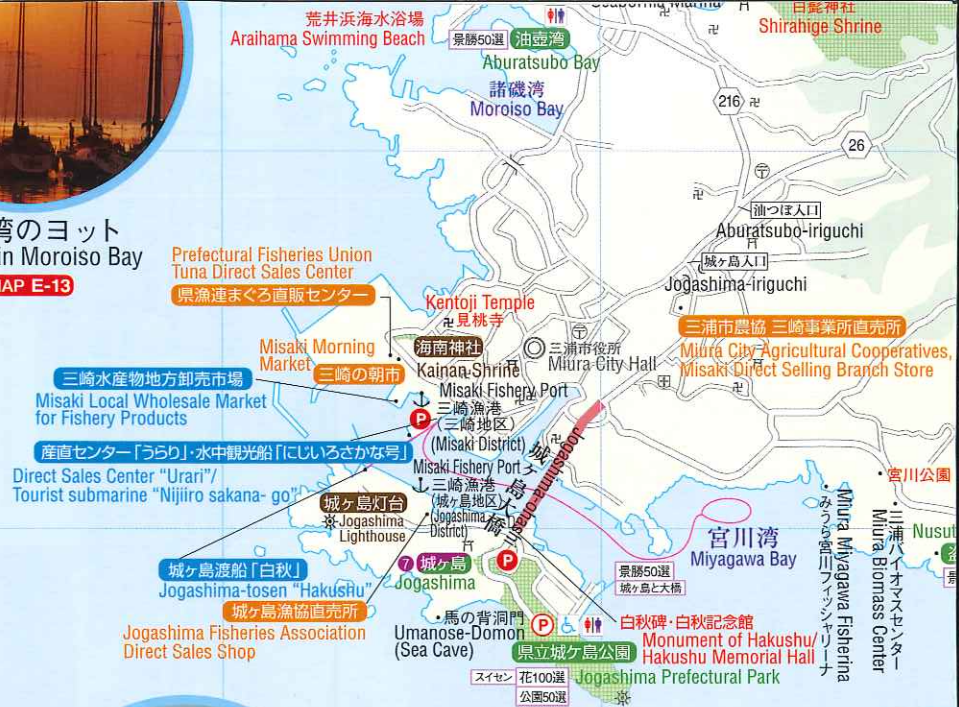 荒井浜海水浴場
Araihama Swimming Beach
景勝50選
油壺湾
Aburatsubo Bay
諸磯湾
Moroiso Bay
白髭神社
Shirahige Shrine
216
26
湾のヨット
in Moroiso Bay
MAP E-13
油つぼ入口
Aburatsubo-iriguchi
城ヶ島入口
Jogashima-iriguchi
Prefectural Fisheries Union
Tuna Direct Sales Center
県漁連まぐろ直販センター
Kentoji Temple
卍見桃寺
Misaki Morning
Market
三崎の朝市
海南神社
Kainan Shrine
三浦市役所
Miura City Hall
三浦市農協 三崎事業所直売所
Miura City Agricultural Cooperatives,
Misaki Direct Selling Branch Store
三崎水産物地方卸売市場
Misaki Local Wholesale Market
for Fishery Products
Misaki Fishery Port
三崎漁港
(三崎地区)
(Misaki District)
P
産直センター「うらり」・水中観光船「にじいろさかな号」
Direct Sales Center "Urari"/
Tourist submarine "Nijiiro sakana- go"
Misaki Fishery Port
三崎漁港
(城ヶ島地区)
(Jogashima
District)
城ヶ島大橋
Jogashima-ohashi
城ヶ島灯台
Jogashima
Lighthouse
宮川湾
Miyagawa Bay
・宮川公園
・みうら宮川フィッシャリーナ
Miura Miyagawa Fisherina
・三浦バイオマスセンター
Miura Biomass Center
Nusut
城ヶ島渡船「白秋」
Jogashima-tosen "Hakushu"
7 城ヶ島
Jogashima
P
景勝50選
城ヶ島と大橋
城ヶ島漁協直売所
Jogashima Fisheries Association
Direct Sales Shop
・馬の背洞門
Umanose-Domon
(Sea Cave)
P
白秋碑・白秋記念館
Monument of Hakushu/
Hakushu Memorial Hall
県立城ケ島公園
Jogashima Prefectural Park
スイセン 花100選
公園50選